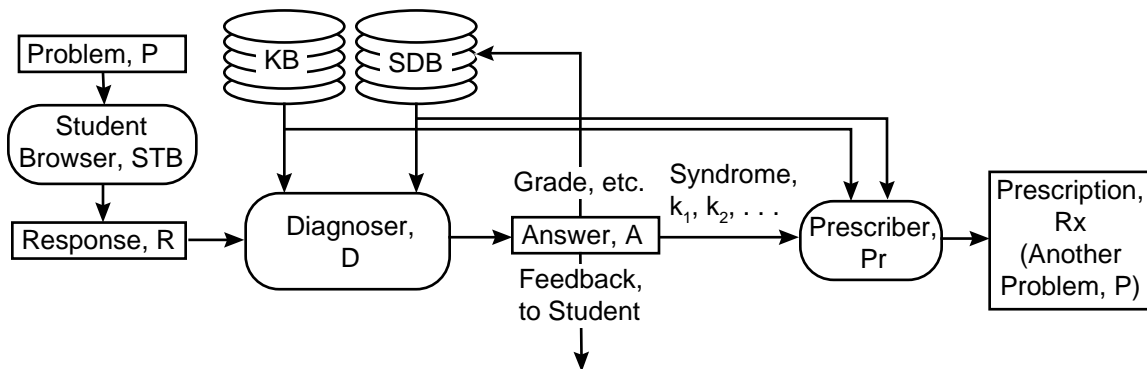 Problem, P
KB
SDB
Student
Browser, STB
Response, R
Diagnoser,
D
Grade, etc.
Answer, A
Feedback,
to Student
Syndrome,
k1, k2, . . .
Prescriber,
Pr
Prescription,
Rx
(Another
Problem, P)